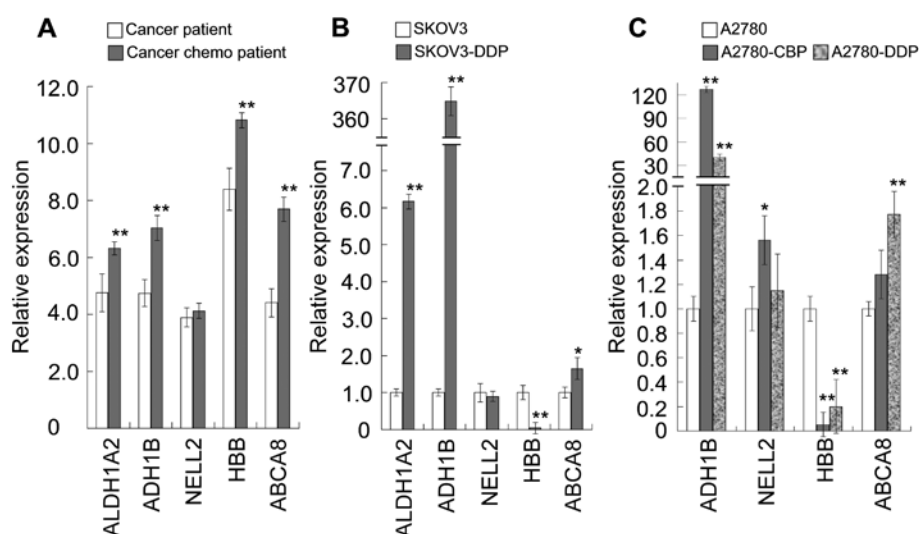 A
Cancer patient
Cancer chemo patient
Relative expression
12.0
10.0
8.0
6.0
4.0
2.0
0
**
**
**
**
ALDH1A2
ADH1B
NELL2
HBB
ABCA8
B
SKOV3
SKOV3-DDP
Relative expression
365
360
7.0
6.0
5.0
4.0
3.0
2.0
1.0
0
**
**
**
*
ALDH1A2
ADH1B
NELL2
HBB
ABCA8
C
A2780
A2780-CBP A2780-DDP
Relative expression
120
90
60
30
2.0
1.8
1.6
1.4
1.2
1.0
0.8
0.6
0.4
0.2
0
**
**
*
**
**
**
ADH1B
NELL2
HBB
ABCA8